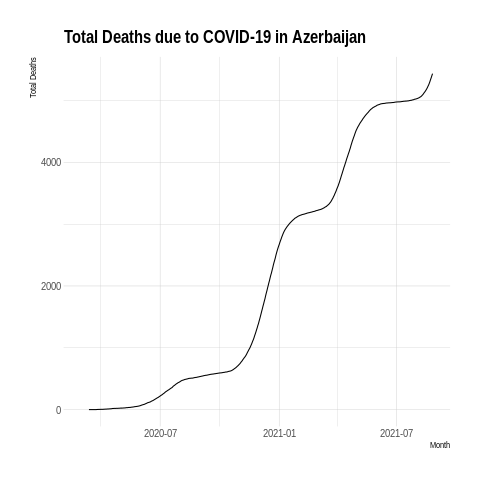 Total Deaths due to COVID-19 in Azerbaijan
Total Deaths
4000
2000
0
2020-07
2021-01
2021-07
Month